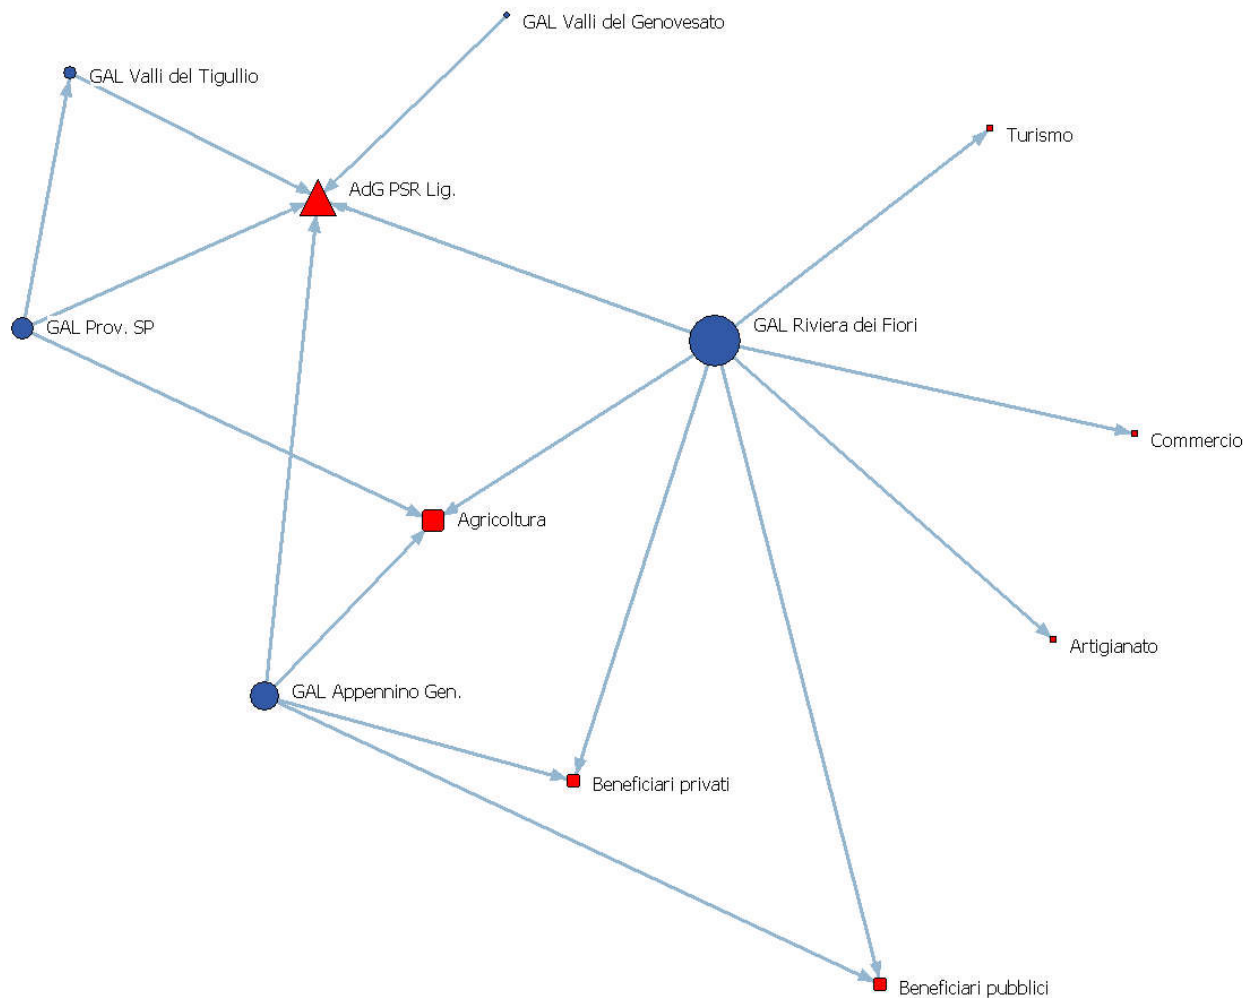 GAL Valli del Genovesato
GAL Valli del Tigullio
Turismo
AdG PSR Lig.
GAL Riviera dei Fiori
GAL Prov. SP
Commercio
Agricoltura
Artigianato
GAL Appennino Gen.
Beneficiari privati
Beneficiari pubblici